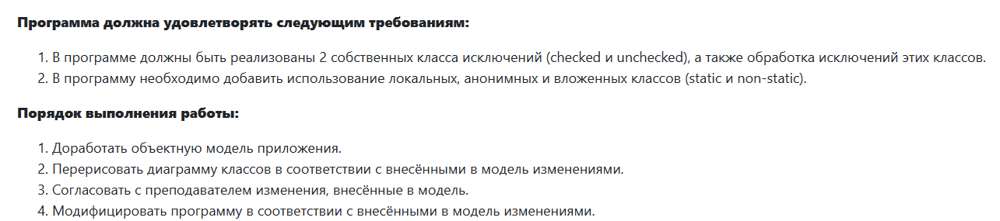 Программа должна удовлетворять следующим требованиям:
1. В программе должны быть реализованы 2 собственных класса исключений (checked и unchecked), а также обработка исключений этих классов.
2. В программу необходимо добавить использование локальных, анонимных и вложенных классов (static и non-static).
Порядок выполнения работы:
1. Доработать объектную модель приложения.
2. Перерисовать диаграмму классов в соответствии с внесёнными в модель изменениями.
3. Согласовать с преподавателем изменения, внесённые в модель.
4. Модифицировать программу в соответствии с внесёнными в модель изменениями.